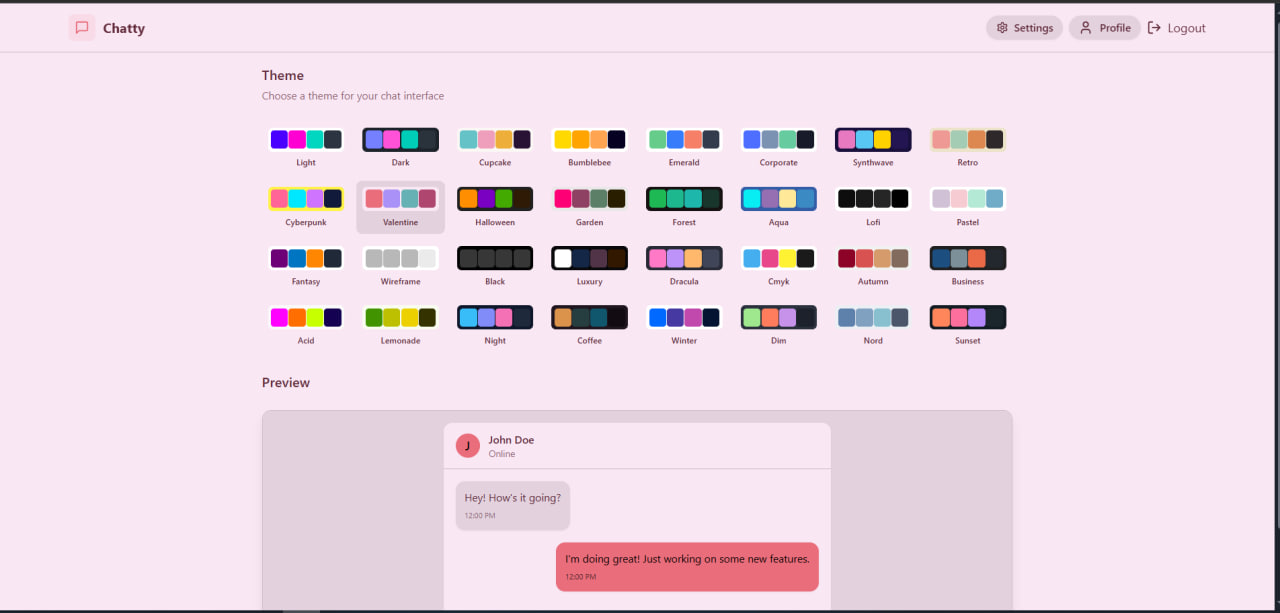 Chatty
Settings
Profile
Logout
Theme
Choose a theme for your chat interface
Light
Dark
Cupcake
Bumblebee
Emerald
Corporate
Synthwave
Retro
Cyberpunk
Valentine
Halloween
Garden
Forest
Aqua
Lofi
Pastel
Fantasy
Wireframe
Black
Luxury
Dracula
Cmyk
Autumn
Business
Acid
Lemonade
Night
Coffee
Winter
Dim
Nord
Sunset
Preview
J
John Doe
Online
Hey! How's it going?
12:00 PM
I'm doing great! Just working on some new features.
12:00 PM